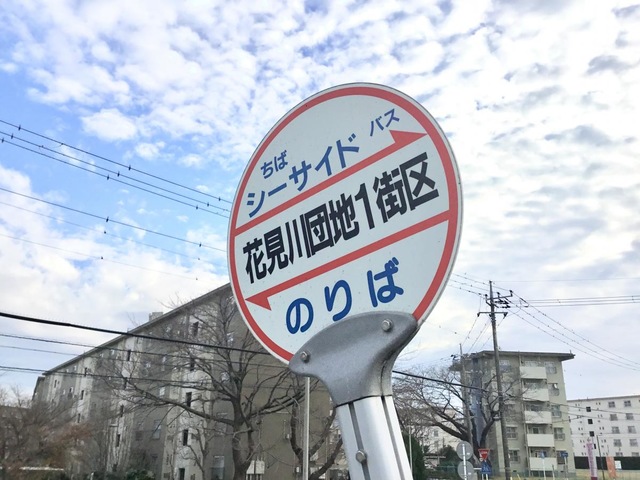 ちば
シーサイドバス
花見川団地1街区
のりば